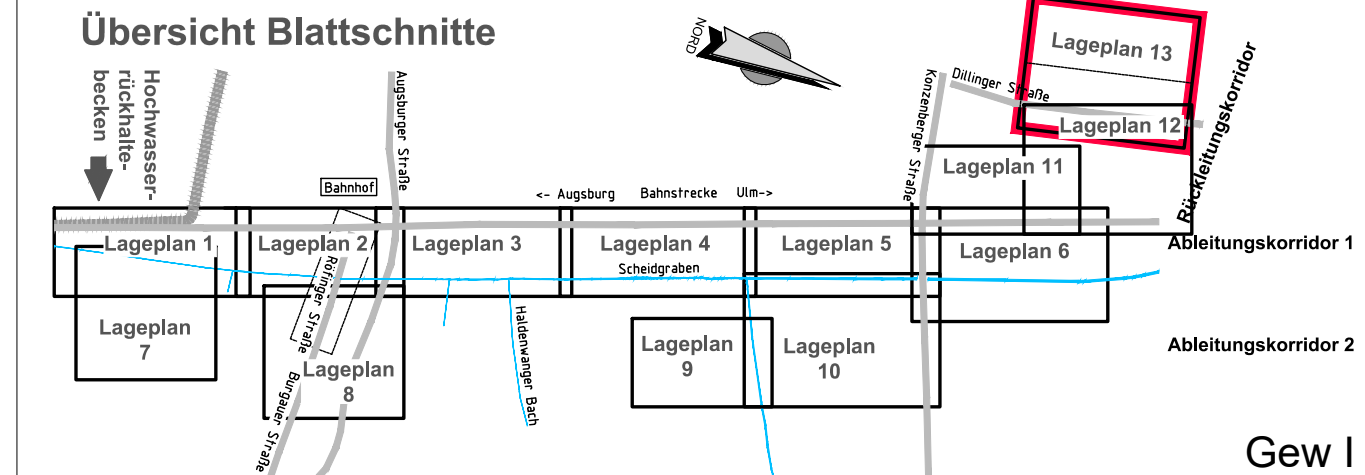 Übersicht Blattschnitte
NORD
Hochwasser-
rückhalte-
becken
Augsburger Straße
Bahnhof
<- Augsburg Bahnstrecke Ulm->
Konzenberger Straße
Dillinger Straße
Lageplan 13
Lageplan 12
Lageplan 11
Rückleitungskorridor
Lageplan 1
Lageplan 2
Lageplan 3
Lageplan 4
Lageplan 5
Lageplan 6
Ableitungskorridor 1
Scheidgraben
Röfinger Straße
Haldenwanger Bach
Lageplan
7
Lageplan
8
Lageplan
9
Lageplan
10
Ableitungskorridor 2
Burgauer Straße
Gew I